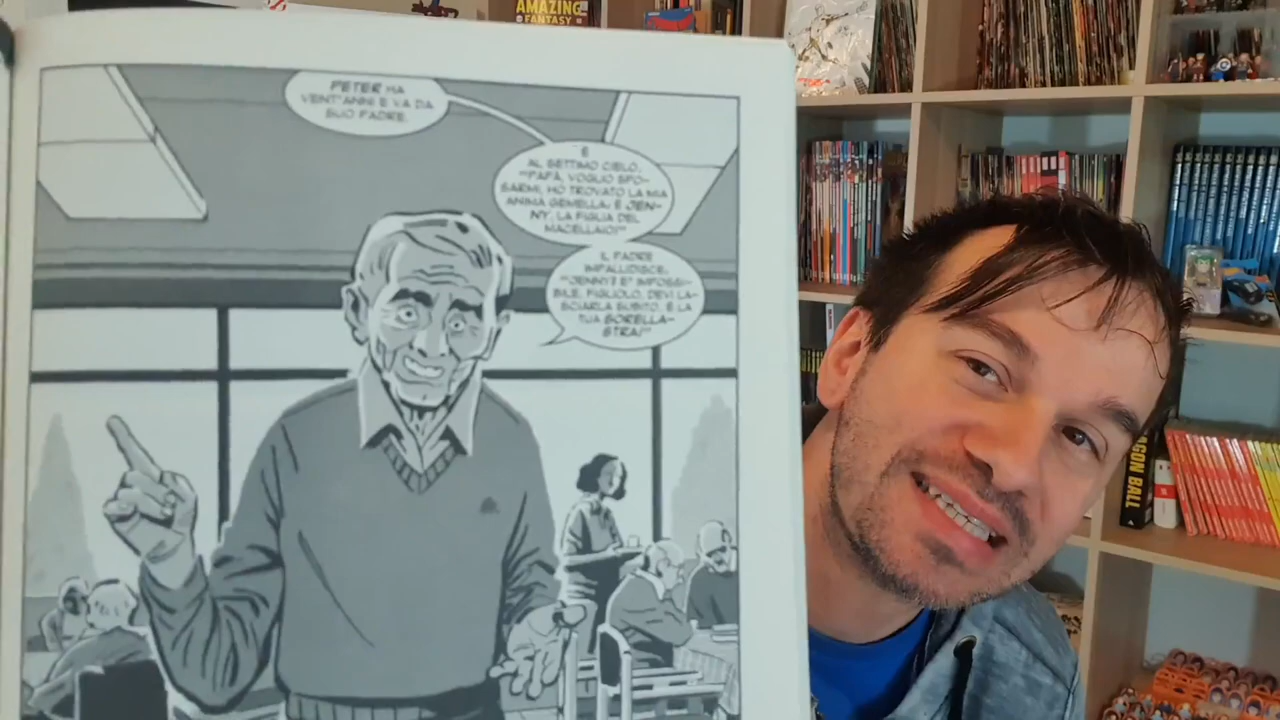 AMAZING
FANTASY
PETER HA
VENT'ANNI E VA DA
SUO PADRE.
È
AL SETTIMO CIELO,
"PAPÀ, VOGLIO SPO-
SARMI, HO TROVATO LA MIA
ANIMA GEMELLA: È JEN-
NY, LA FIGLIA DEL
MACELLAIO!"
IL PADRE
IMPALLIDISCE:
"JENNY? E' IMPOSSI-
BILE, FIGLIOLO, DEVI LA-
SCIARLA SUBITO. È LA
TUA SORELLA-
STRA!"
AGON BALL